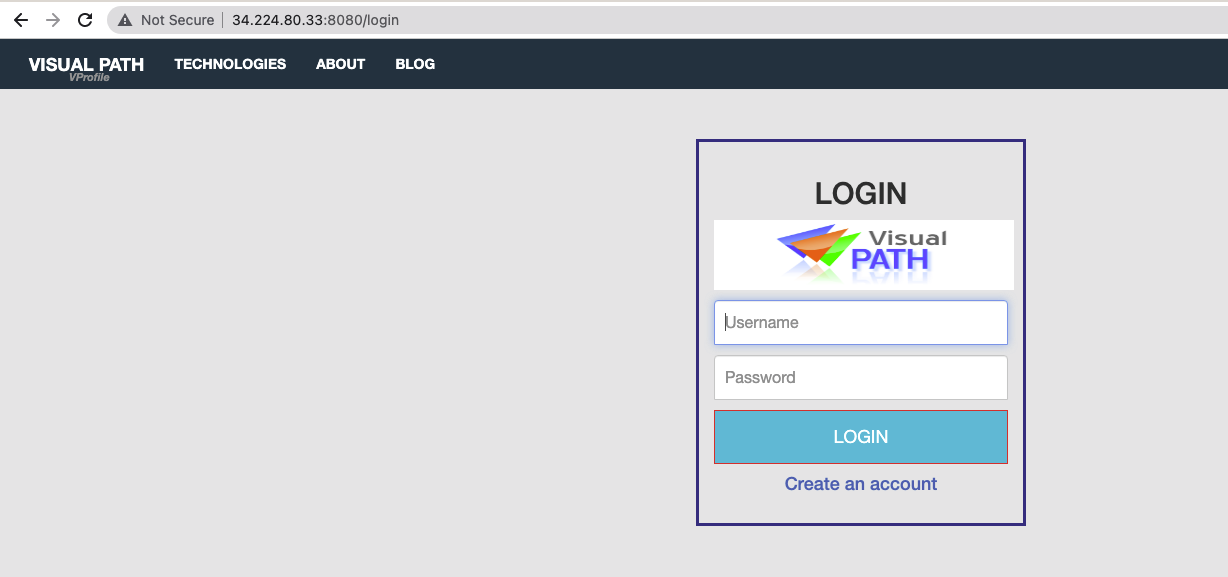 Not Secure 34.224.80.33:8080/login
VISUAL PATH TECHNOLOGIES ABOUT BLOG
VProfile
LOGIN
Visual
PATH
Username
Password
LOGIN
Create an account